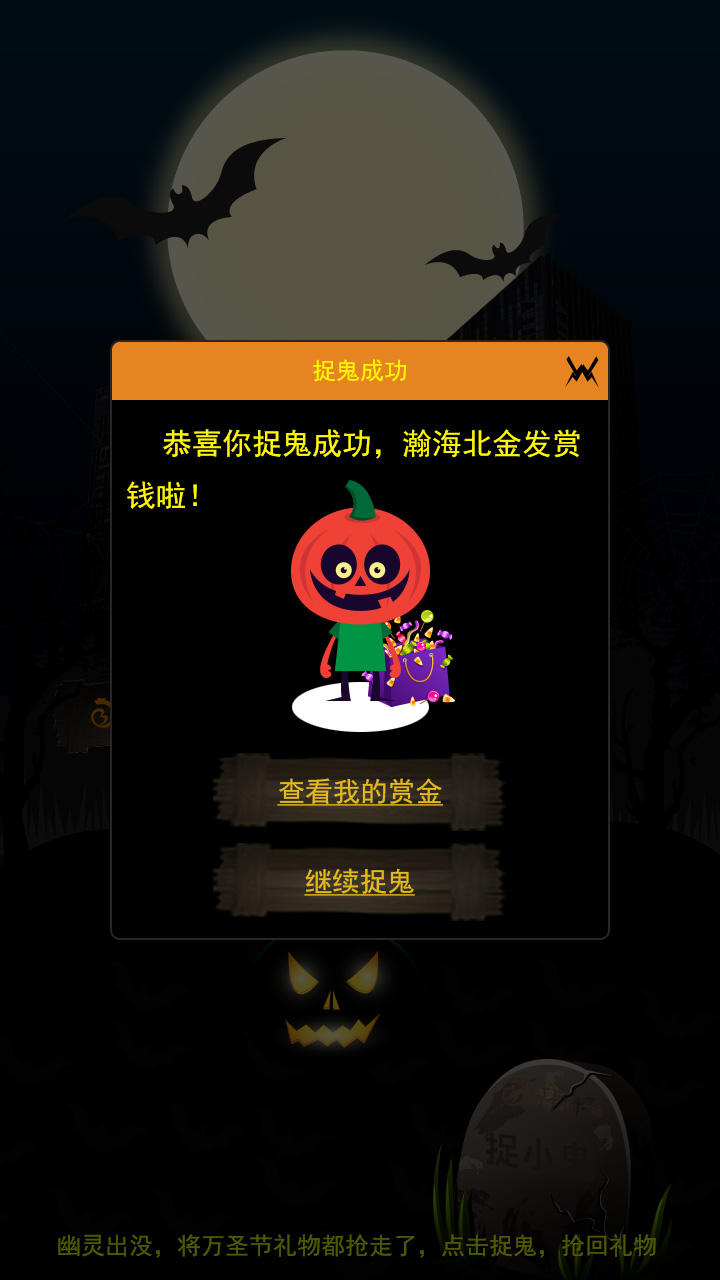 捉鬼成功
恭喜你捉鬼成功，瀚海北金发赏
钱啦！
查看我的赏金
继续捉鬼
捉小电
幽灵出没，将万圣节礼物都抢走了，点击捉鬼，抢回礼物